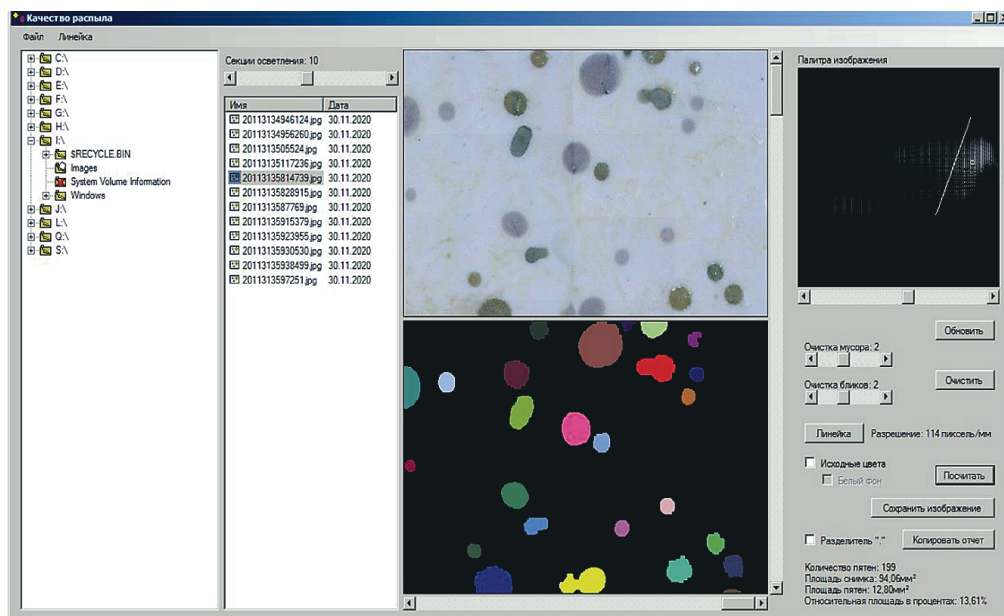 Качество распыла
Файл Линейка
C:\
D:\
E:\
F:\
G:\
H:\
I:\
$RECYCLE.BIN
Images
System Volume Information
Windows
J:\
L:\
Q:\
S:\
Секции осветления: 10
Имя Дата
20113134946124.jpg 30.11.2020
20113134956260.jpg 30.11.2020
2011313505524.jpg 30.11.2020
20113135117236.jpg 30.11.2020
20113135814739.jpg 30.11.2020
20113135828915.jpg 30.11.2020
2011313587769.jpg 30.11.2020
20113135915379.jpg 30.11.2020
20113135923955.jpg 30.11.2020
20113135930530.jpg 30.11.2020
20113135938499.jpg 30.11.2020
2011313597251.jpg 30.11.2020
Палитра изображения
Обновить
Очистка мусора: 2
Очистить
Очистка бликов: 2
Линейка Разрешение: 114 пиксель/мм
Исходные цвета
Белый фон
Посчитать
Сохранить изображение
Разделитель "."
Копировать отчет
Количество пятен: 199
Площадь снимка: 94,06мм²
Площадь пятен: 12,80мм²
Относительная площадь в процентах: 13,61%